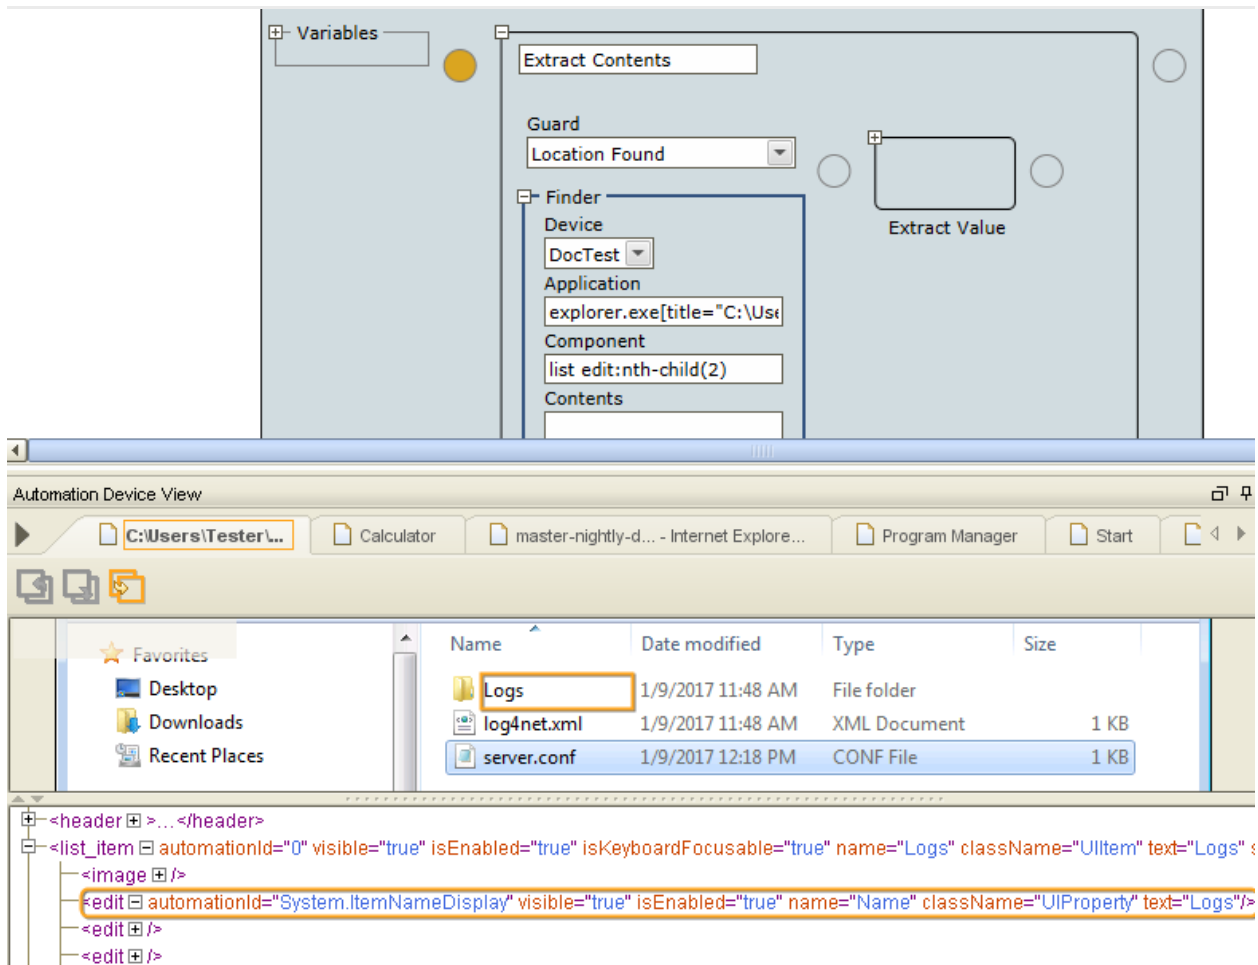 Variables
Extract Contents
Guard
Location Found
Finder
Device
DocTest
Application
explorer.exe[title="C:\Use
Component
list edit:nth-child(2)
Contents
Extract Value
Automation Device View
C:\Users\Tester\... Calculator master-nightly-d... - Internet Explore... Program Manager Start
Favorites
Desktop
Downloads
Recent Places
Name Date modified Type Size
Logs 1/9/2017 11:48 AM File folder
log4net.xml 1/9/2017 11:48 AM XML Document 1 KB
server.conf 1/9/2017 12:18 PM CONF File 1 KB
<header >...</header>
<list_item automationId="0" visible="true" isEnabled="true" isKeyboardFocusable="true" name="Logs" className="UIItem" text="Logs" s
<image />
<edit automationId="System.ItemNameDisplay" visible="true" isEnabled="true" name="Name" className="UIProperty" text="Logs"/>
<edit />
<edit />